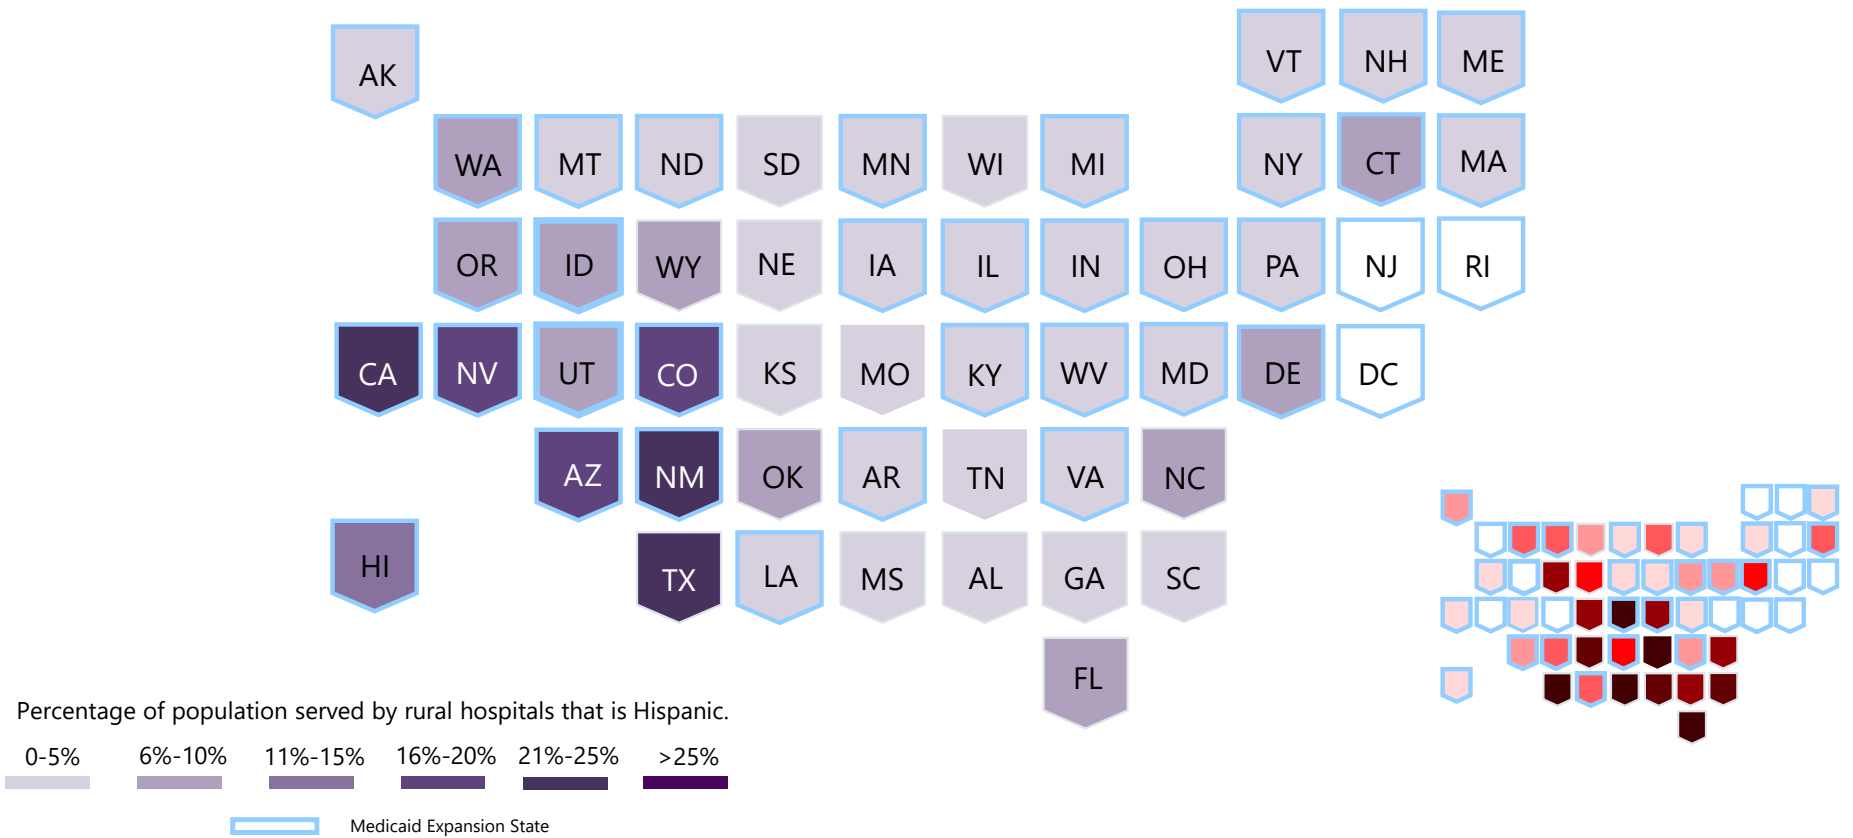 AK
VT NH ME
WA MT ND SD MN WI MI NY CT MA
OR ID WY NE IA IL IN OH PA NJ RI
CA NV UT CO KS MO KY WV MD DE DC
AZ NM OK AR TN VA NC
HI TX LA MS AL GA SC
FL
Percentage of population served by rural hospitals that is Hispanic.
0-5% 6%-10% 11%-15% 16%-20% 21%-25% >25%
Medicaid Expansion State